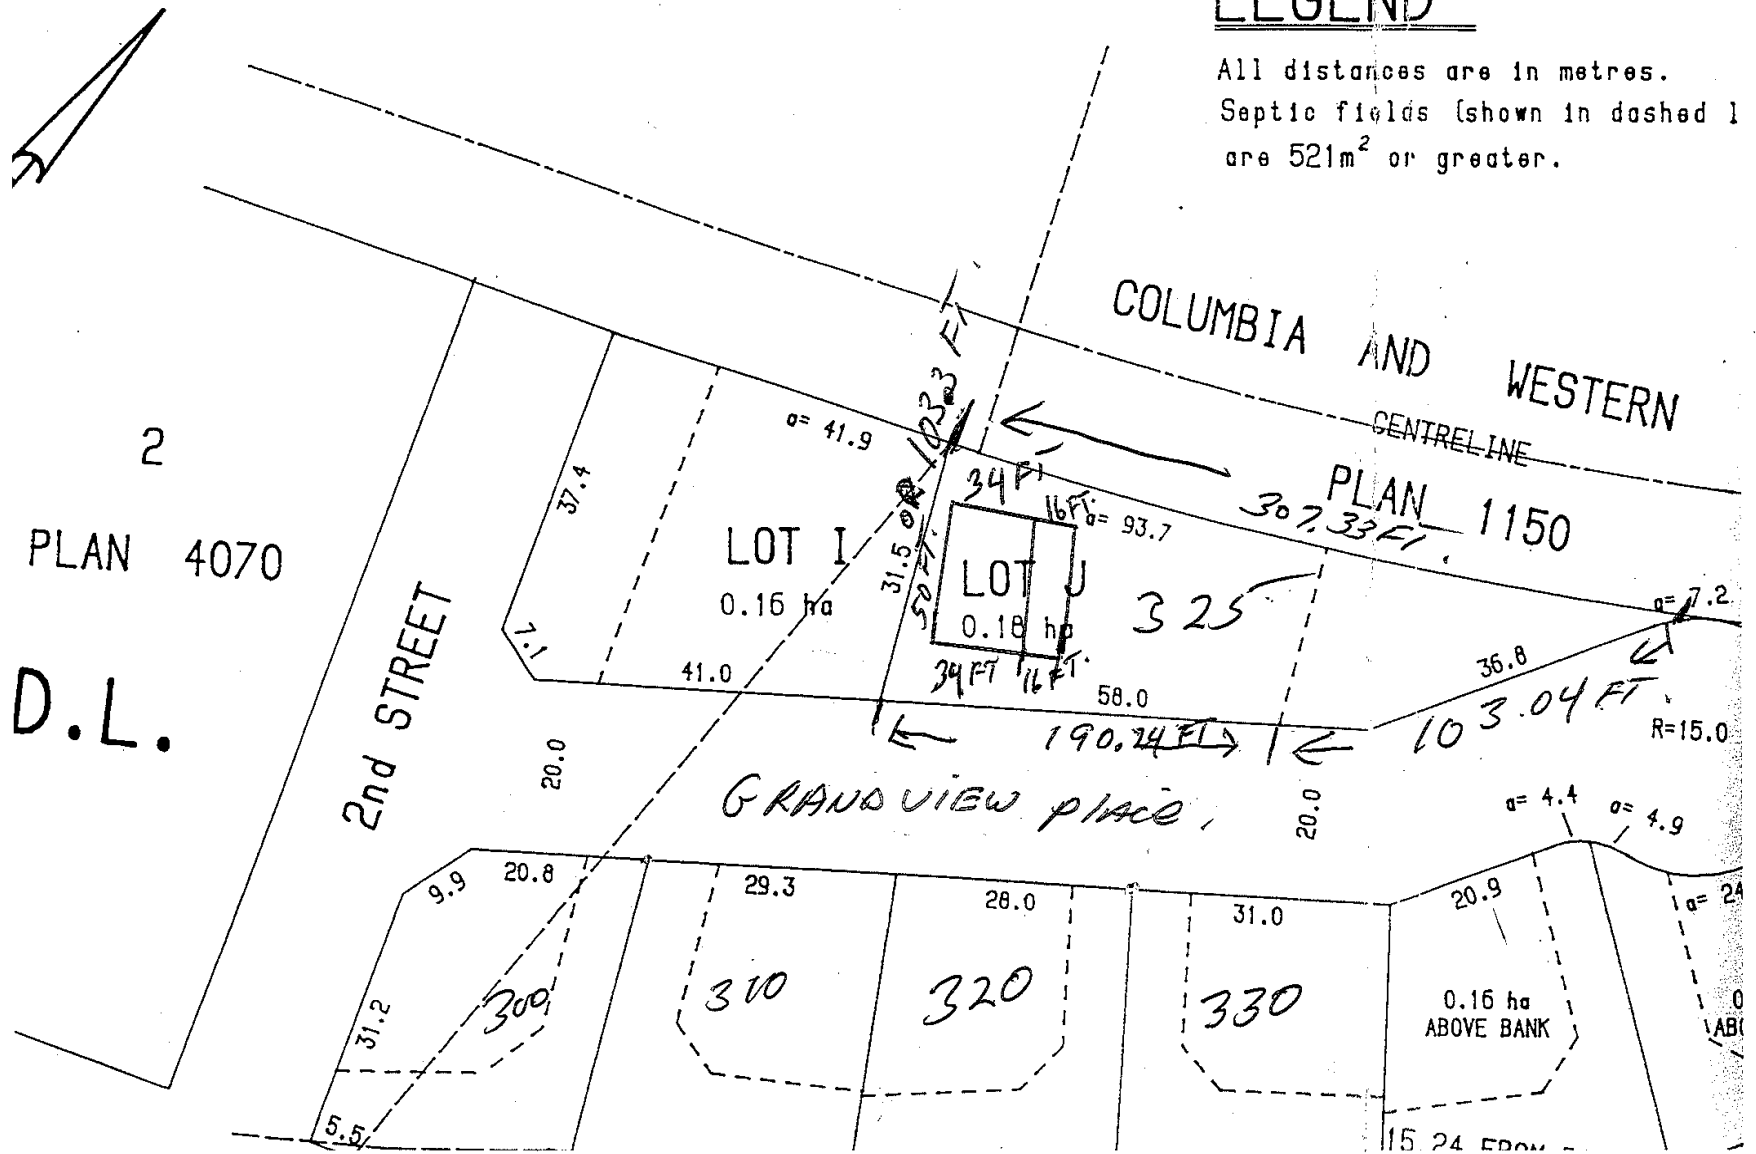 LEGEND
All distances are in metres.
Septic fields (shown in dashed l
are 521m² or greater.
COLUMBIA AND WESTERN
CENTRELINE
PLAN 1150
307.33 FT.
a= 41.9
31.5 OR 103.3 FT.
37.4
2
PLAN 4070
D.L.
2nd STREET
LOT I
0.16 ha
7.1
41.0
34 FT
16 FT.
a= 93.7
50 FT.
LOT J
0.18 ha
34 FT
16 FT.
325
58.0
190.24 FT
a= 7.2
36.8
103.04 FT.
R=15.0
20.0
GRANDVIEW PLACE.
20.0
a= 4.4
a= 4.9
9.9
20.8
29.3
28.0
31.0
20.9
a= 24
31.2
300
310
320
330
0.16 ha
ABOVE BANK
0
ABO
5.5
15.24 FROM